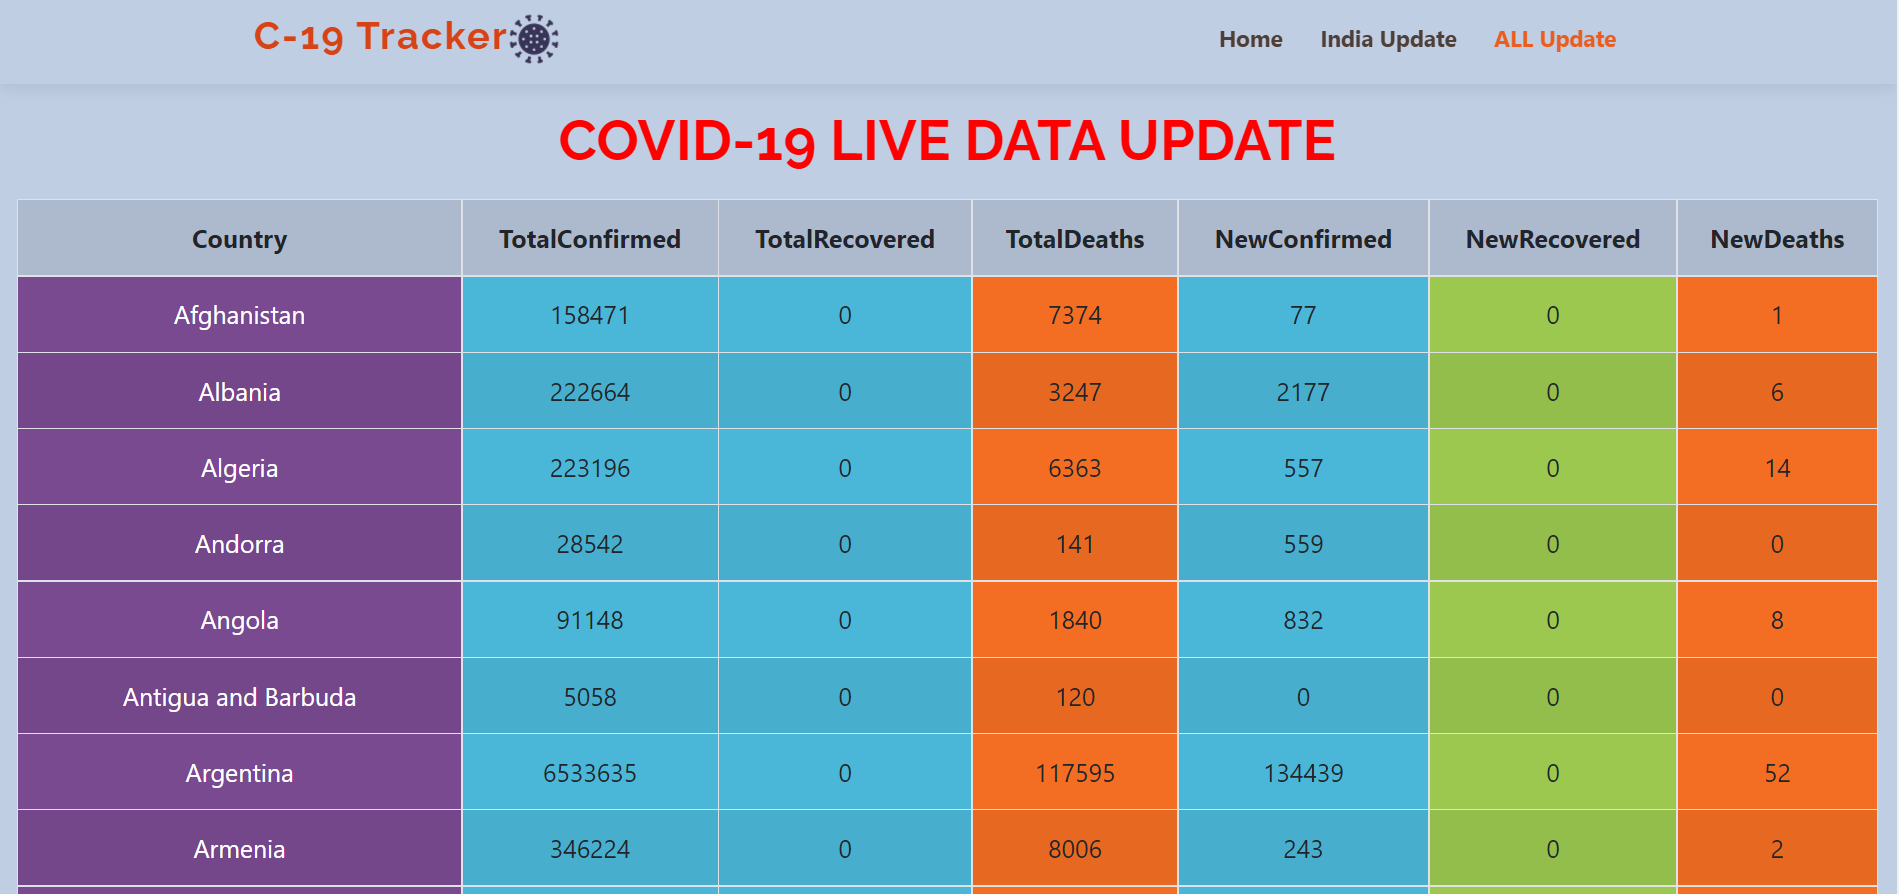 C-19 Tracker
Home India Update ALL Update
COVID-19 LIVE DATA UPDATE
Country TotalConfirmed TotalRecovered TotalDeaths NewConfirmed NewRecovered NewDeaths
Afghanistan 158471 0 7374 77 0 1
Albania 222664 0 3247 2177 0 6
Algeria 223196 0 6363 557 0 14
Andorra 28542 0 141 559 0 0
Angola 91148 0 1840 832 0 8
Antigua and Barbuda 5058 0 120 0 0 0
Argentina 6533635 0 117595 134439 0 52
Armenia 346224 0 8006 243 0 2